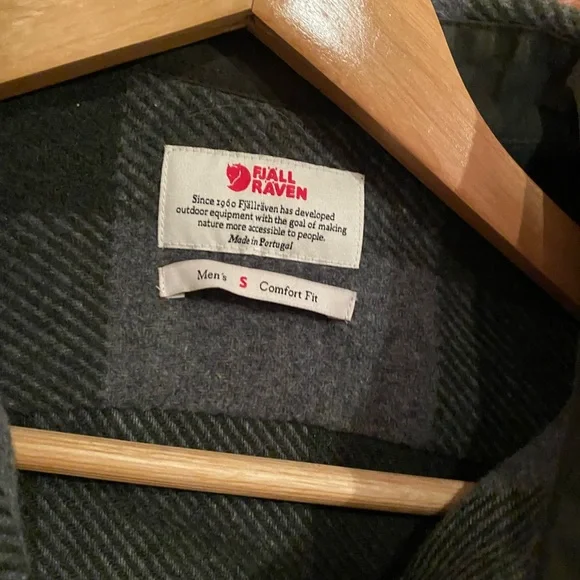 FJÄLL
RÄVEN
Since 1960 Fjällräven has developed
outdoor equipment with the goal of making
nature more accessible to people.
Made in Portugal
Men's S Comfort Fit